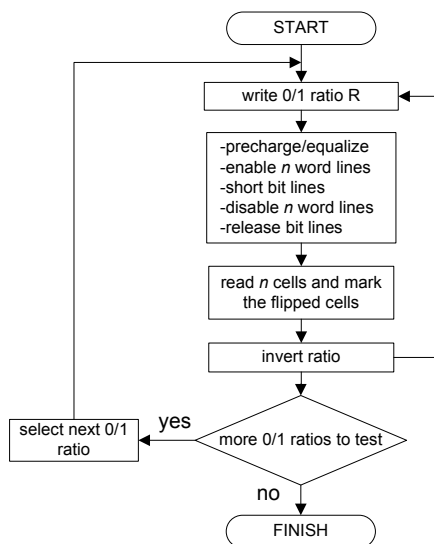 START
write 0/1 ratio R
-precharge/equalize
-enable n word lines
-short bit lines
-disable n word lines
-release bit lines
read n cells and mark
the flipped cells
invert ratio
yes
select next 0/1
ratio
more 0/1 ratios to test
no
FINISH